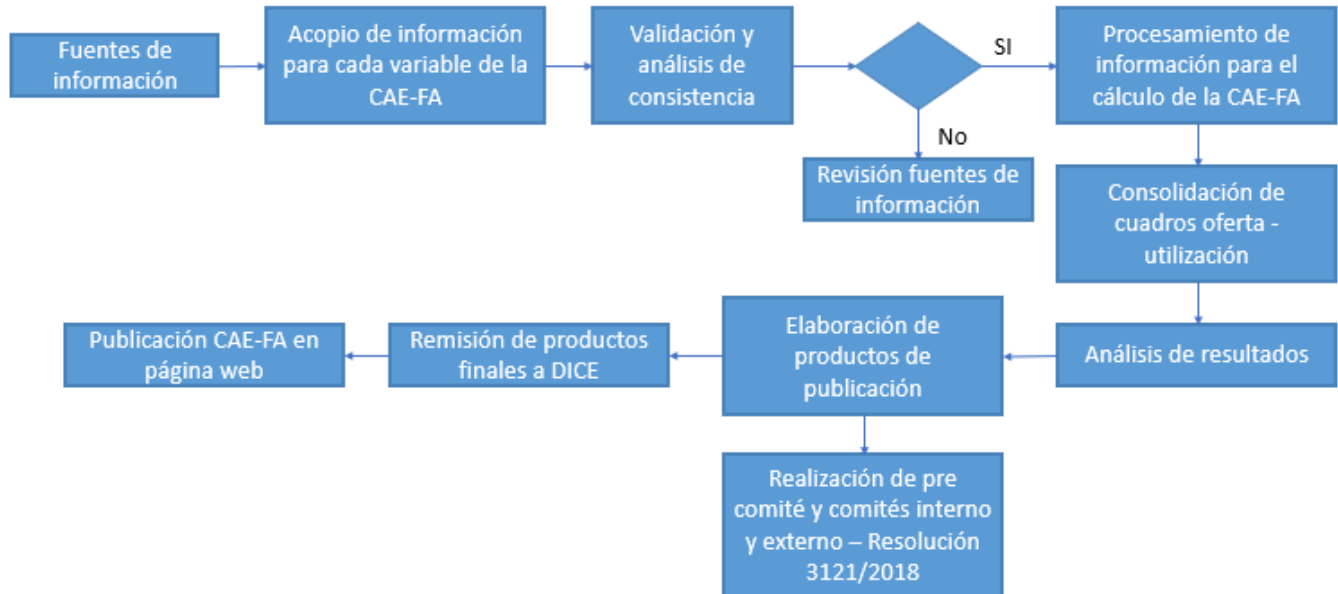 Fuentes de
información
Acopio de información
para cada variable de la
CAE-FA
Validación y
análisis de
consistencia
SI
No
Revisión fuentes de
información
Procesamiento de
información para el
cálculo de la CAE-FA
Consolidación de
cuadros oferta -
utilización
Análisis de resultados
Elaboración de
productos de
publicación
Remisión de productos
finales a DICE
Publicación CAE-FA en
página web
Realización de pre
comité y comités interno
y externo – Resolución
3121/2018